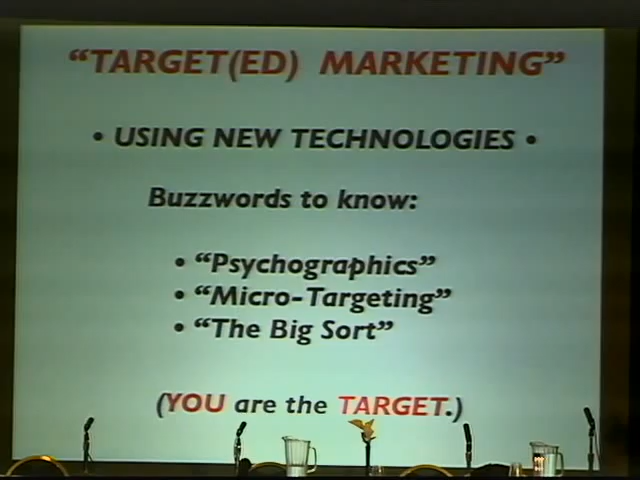 “TARGET(ED) MARKETING”
• USING NEW TECHNOLOGIES •
Buzzwords to know:
• “Psychographics”
• “Micro-Targeting”
• “The Big Sort”
(YOU are the TARGET.)